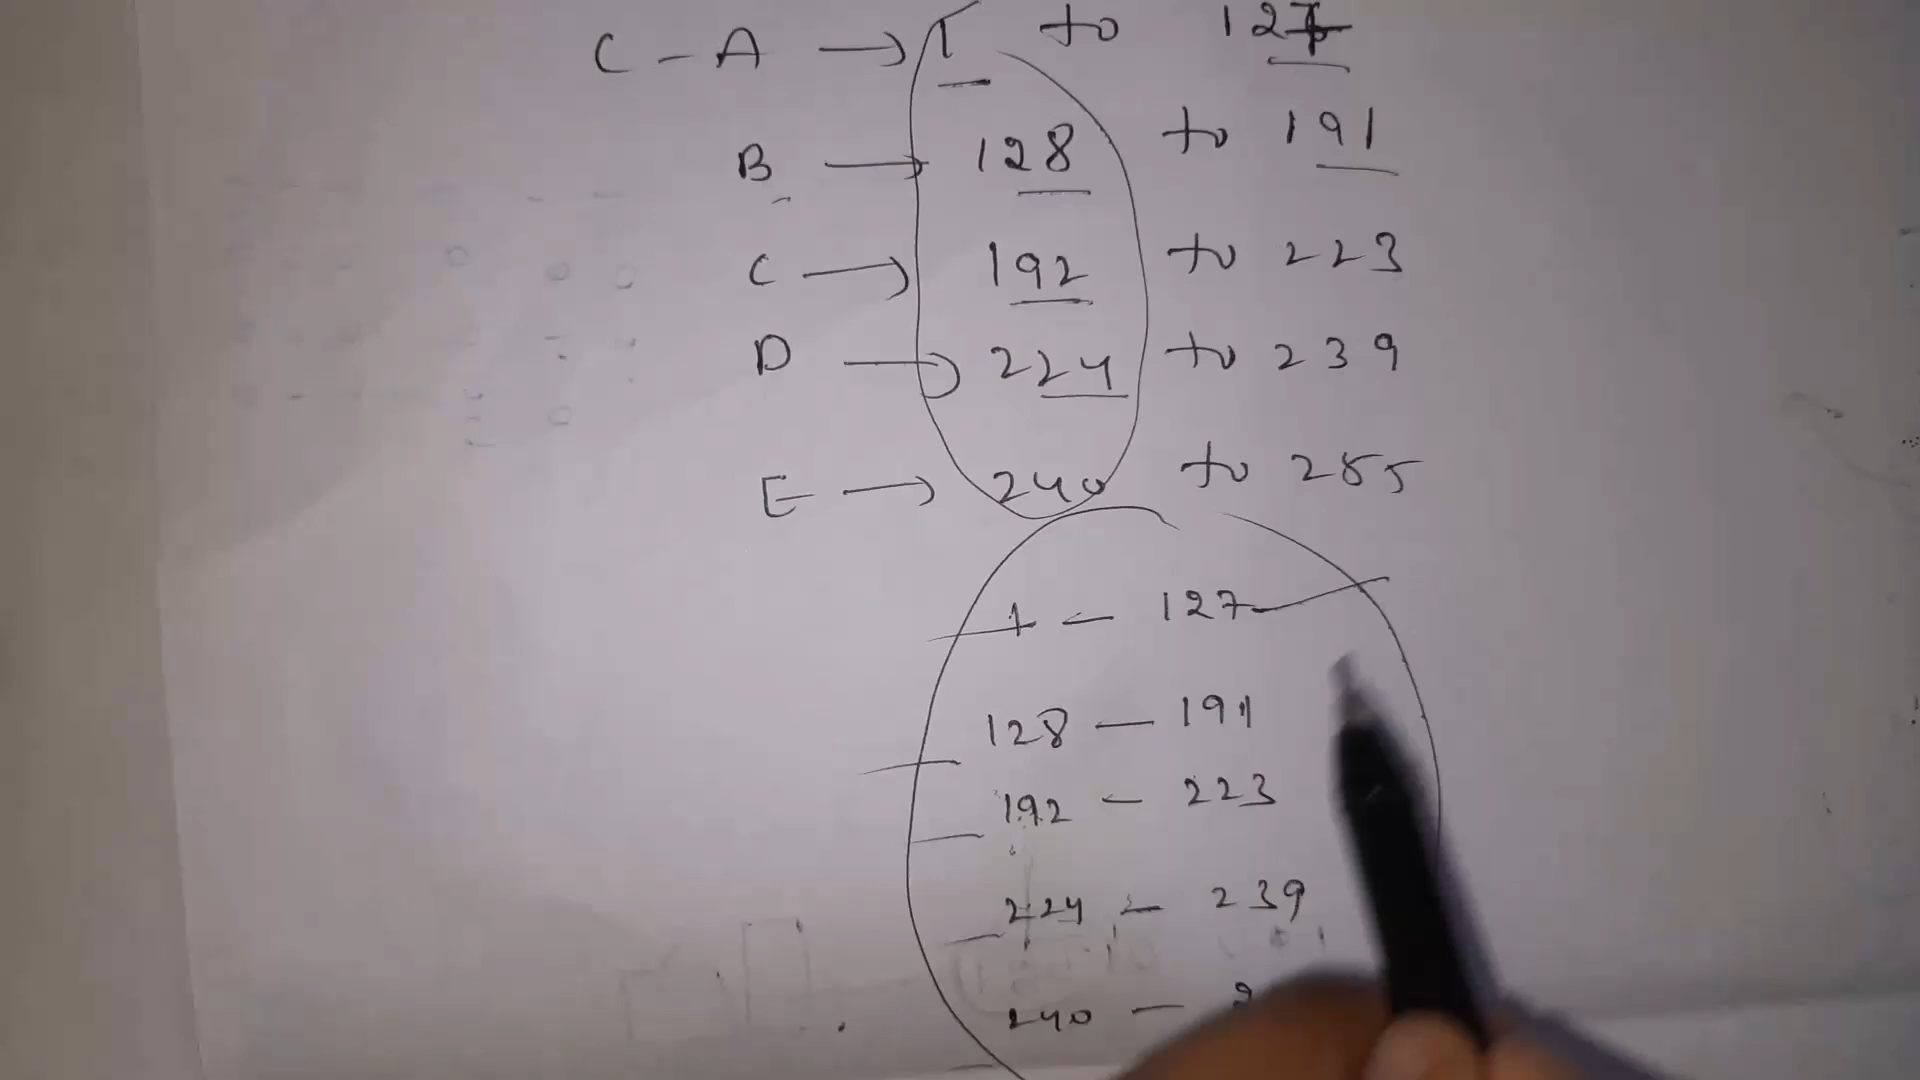 C - A → 1 to 127
B → 128 to 191
C → 192 to 223
D → 224 to 239
E → 240 to 255
1 - 127
128 - 191
192 - 223
224 - 239
240 - 2